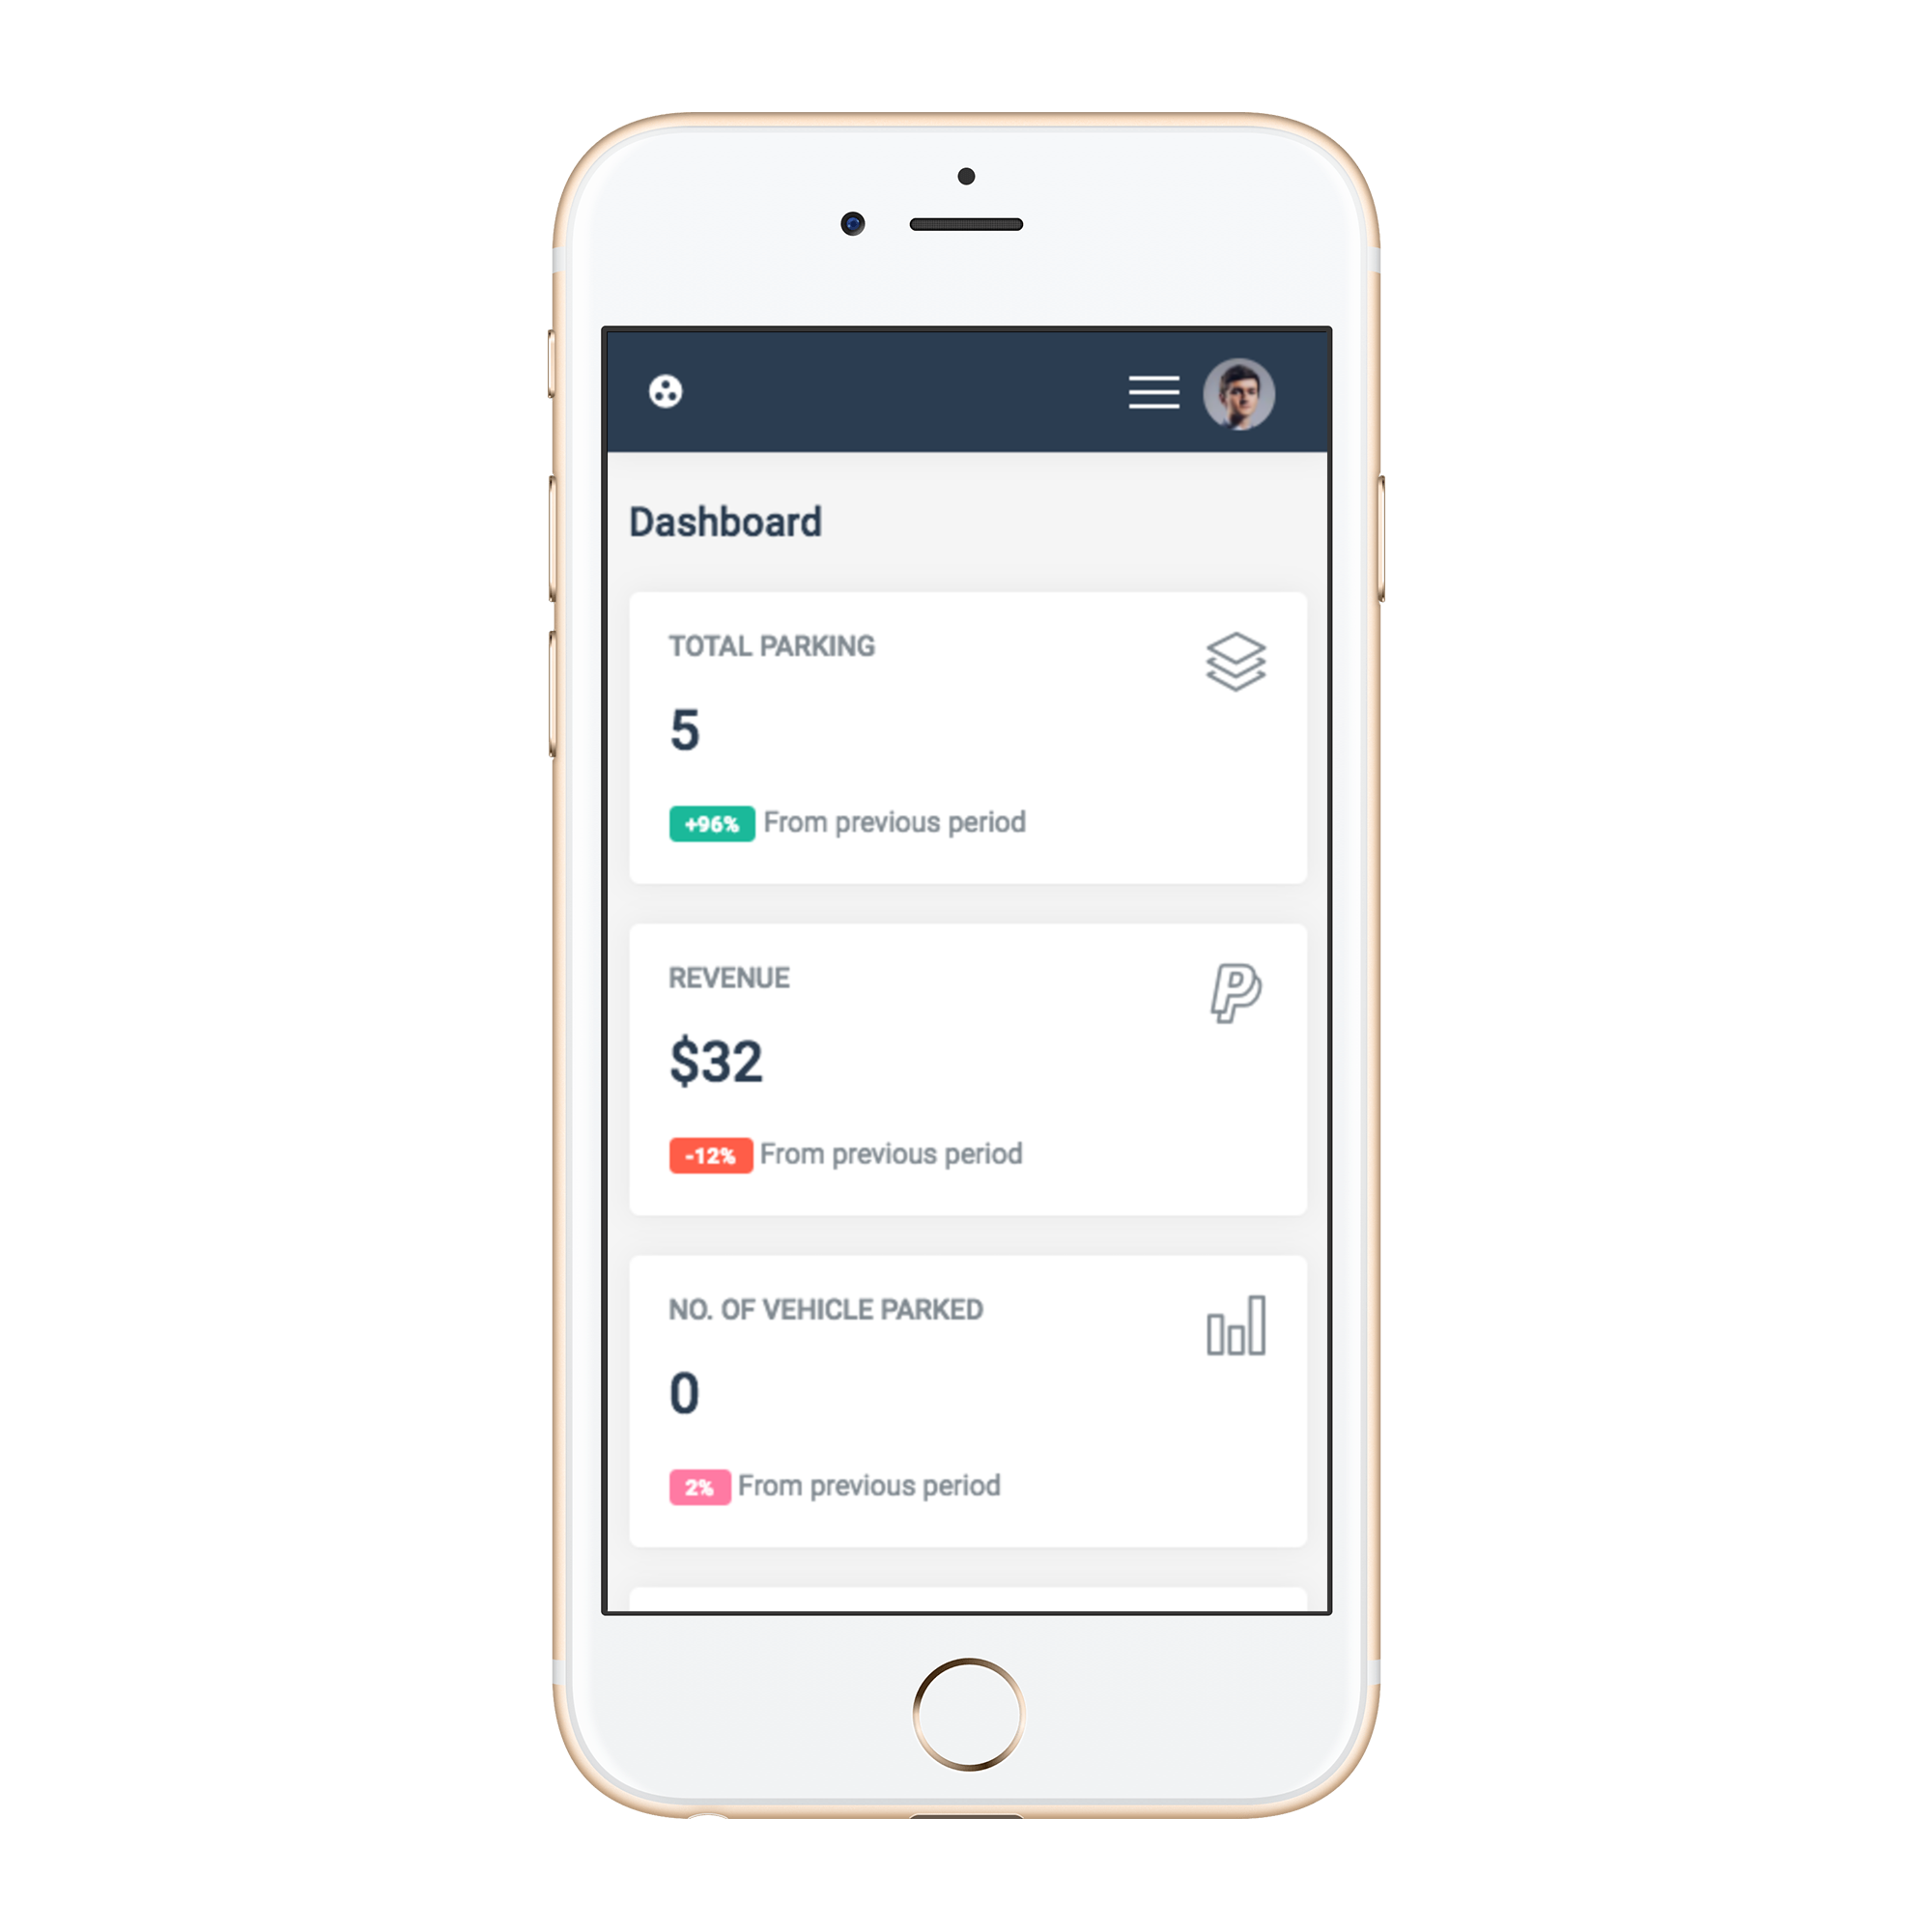 Dashboard
TOTAL PARKING
5
+96% From previous period
REVENUE
$32
-12% From previous period
NO. OF VEHICLE PARKED
0
2% From previous period